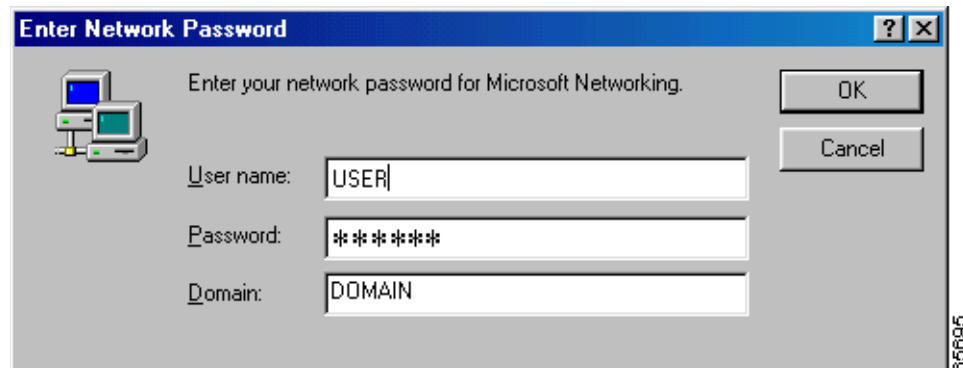 Enter Network Password
? X
Enter your network password for Microsoft Networking.
OK
Cancel
User name: USER
Password: ******
Domain: DOMAIN